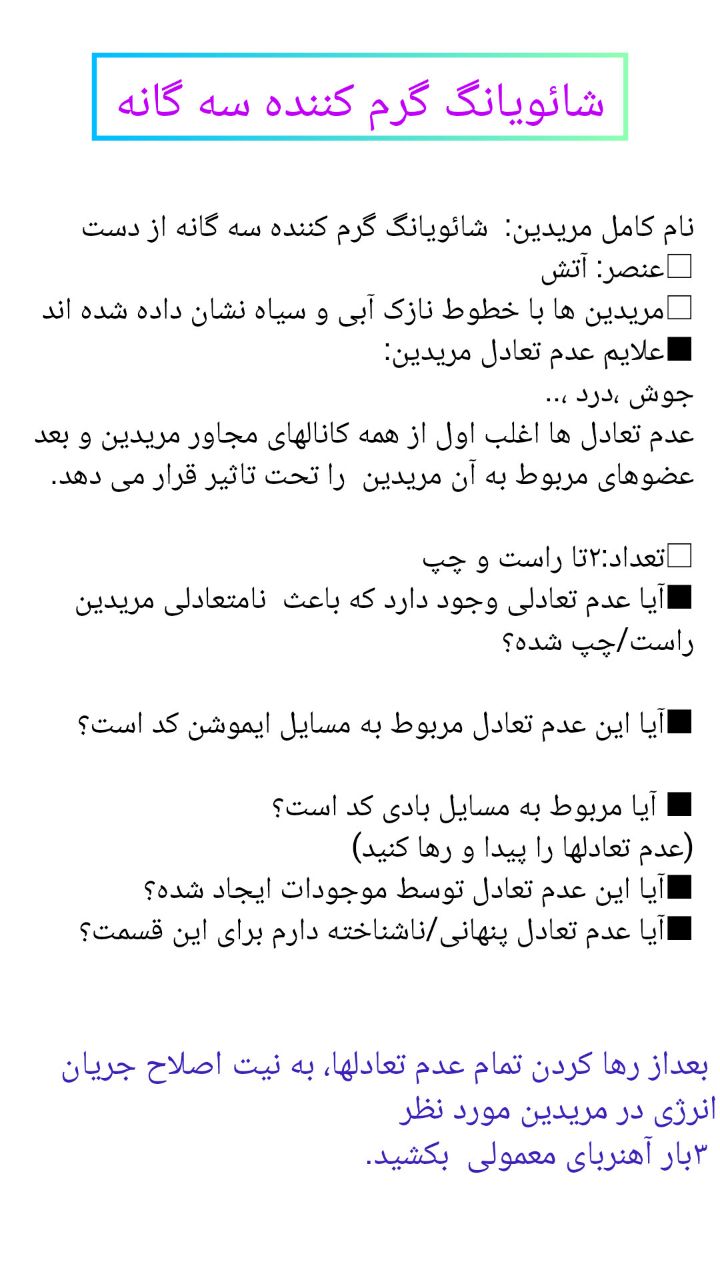 شائویانگ گرم کننده سه گانه
نام کامل مریدین:  شائویانگ گرم کننده سه گانه از دست
□عنصر: آتش
□مریدین ها با خطوط نازک آبی و سیاه نشان داده شده اند
■علایم عدم تعادل مریدین:
جوش ،درد ،..
عدم تعادل ها اغلب اول از همه کانالهای مجاور مریدین و بعد
عضوهای مربوط به آن مریدین  را تحت تاثیر قرار می دهد.
□تعداد:۲تا راست و چپ
■آیا عدم تعادلی وجود دارد که باعث  نامتعادلی مریدین
راست/چپ شده؟
■آیا این عدم تعادل مربوط به مسایل ایموشن کد است؟
■ آیا مربوط به مسایل بادی کد است؟
(عدم تعادلها را پیدا و رها کنید)
■آیا این عدم تعادل توسط موجودات ایجاد شده؟
■آیا عدم تعادل پنهانی/ناشناخته دارم برای این قسمت؟
بعداز رها کردن تمام عدم تعادلها، به نیت اصلاح جریان
انرژی در مریدین مورد نظر
۳بار آهنربای معمولی  بکشید.